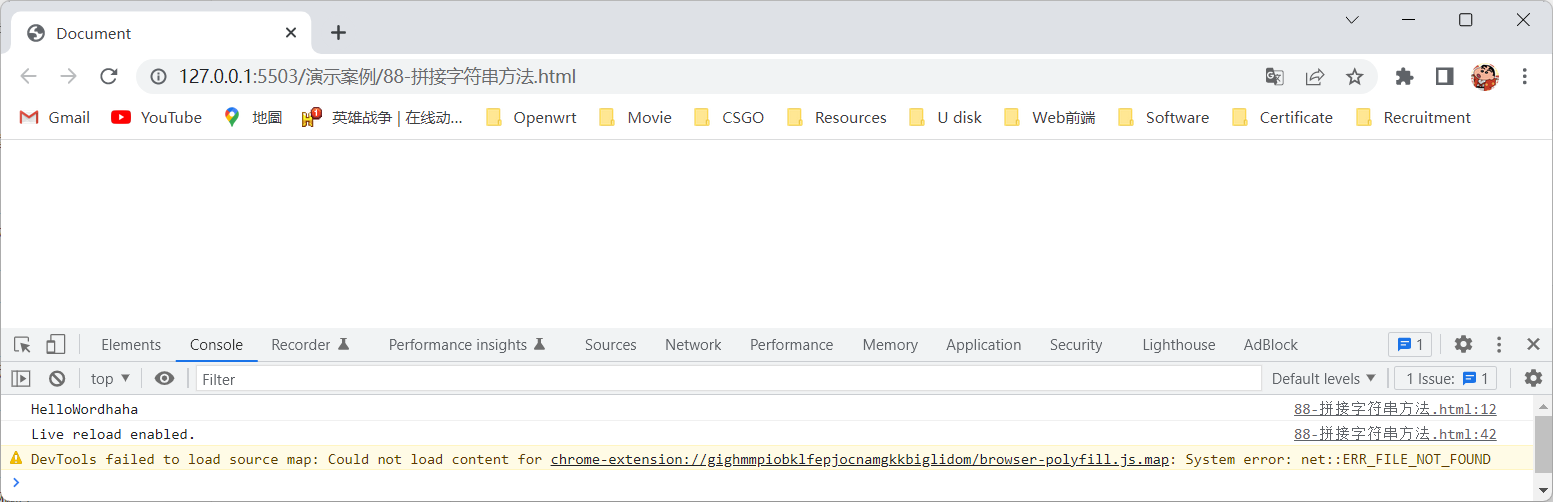 Document
127.0.0.1:5503/演示案例/88-拼接字符串方法.html
Gmail YouTube 地圖 1 英雄战争 | 在线动... Openwrt Movie CSGO Resources U disk Web前端 Software Certificate Recruitment
Elements Console Recorder Performance insights Sources Network Performance Memory Application Security Lighthouse AdBlock 1
top Filter Default levels 1 Issue: 1
HelloWordhaha 88-拼接字符串方法.html:12
Live reload enabled. 88-拼接字符串方法.html:42
DevTools failed to load source map: Could not load content for chrome-extension://gighmmpiobklfepjocnamgkkbiglidom/browser-polyfill.js.map: System error: net::ERR_FILE_NOT_FOUND